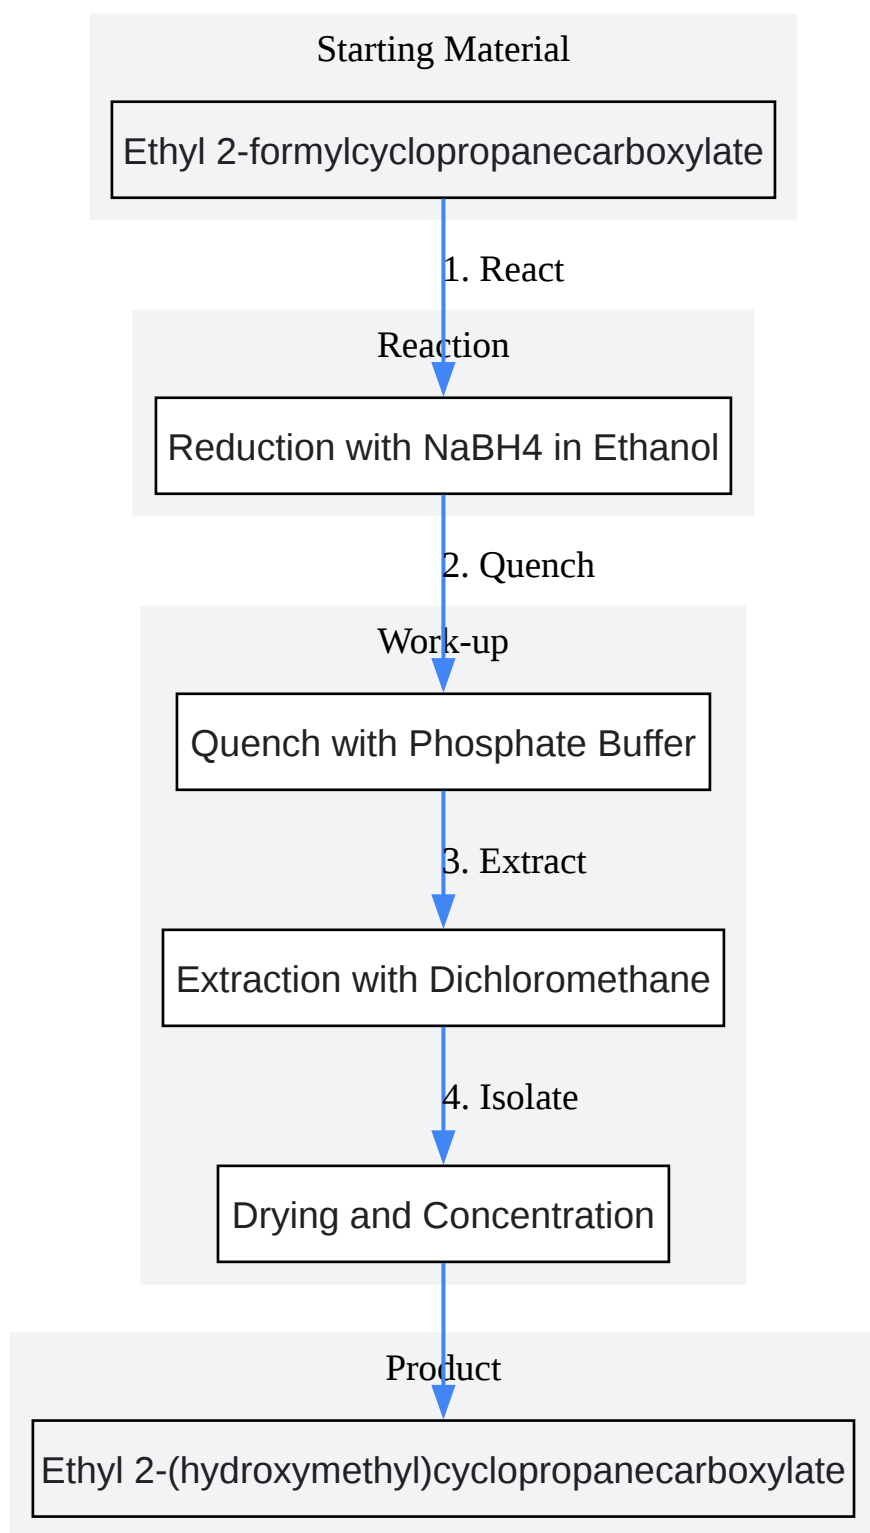 Starting Material
Ethyl 2-formylcyclopropanecarboxylate
1. React
Reaction
Reduction with NaBH4 in Ethanol
2. Quench
Work-up
Quench with Phosphate Buffer
3. Extract
Extraction with Dichloromethane
4. Isolate
Drying and Concentration
Product
Ethyl 2-(hydroxymethyl)cyclopropanecarboxylate